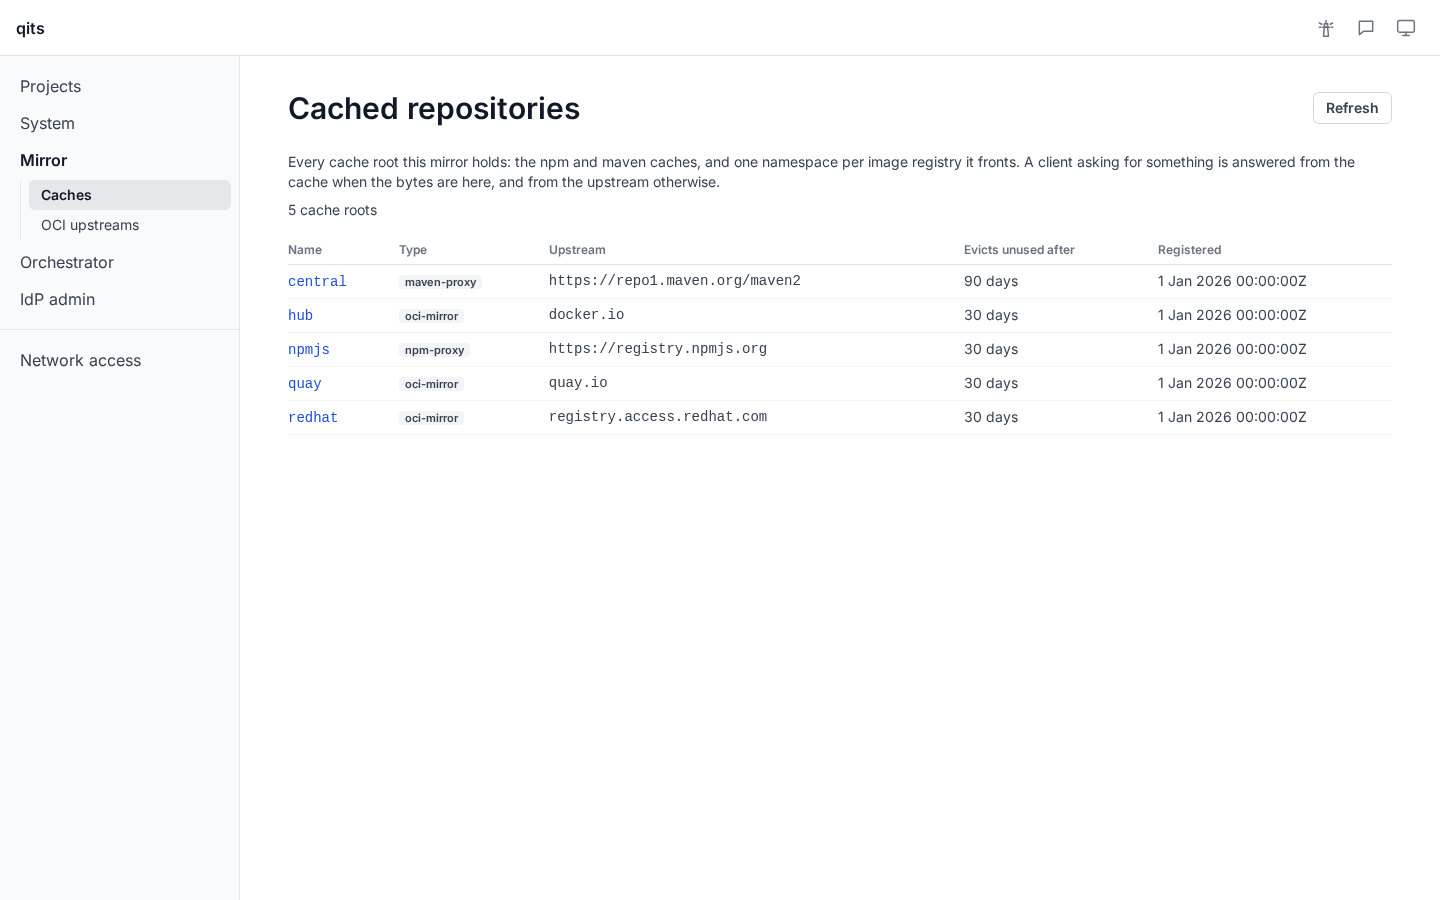 qits
Projects
System
Mirror
Caches
OCI upstreams
Orchestrator
IdP admin
Network access
Cached repositories
Refresh
Every cache root this mirror holds: the npm and maven caches, and one namespace per image registry it fronts. A client asking for something is answered from the
cache when the bytes are here, and from the upstream otherwise.
5 cache roots
Name Type Upstream Evicts unused after Registered
central maven-proxy https://repo1.maven.org/maven2 90 days 1 Jan 2026 00:00:00Z
hub oci-mirror docker.io 30 days 1 Jan 2026 00:00:00Z
npmjs npm-proxy https://registry.npmjs.org 30 days 1 Jan 2026 00:00:00Z
quay oci-mirror quay.io 30 days 1 Jan 2026 00:00:00Z
redhat oci-mirror registry.access.redhat.com 30 days 1 Jan 2026 00:00:00Z